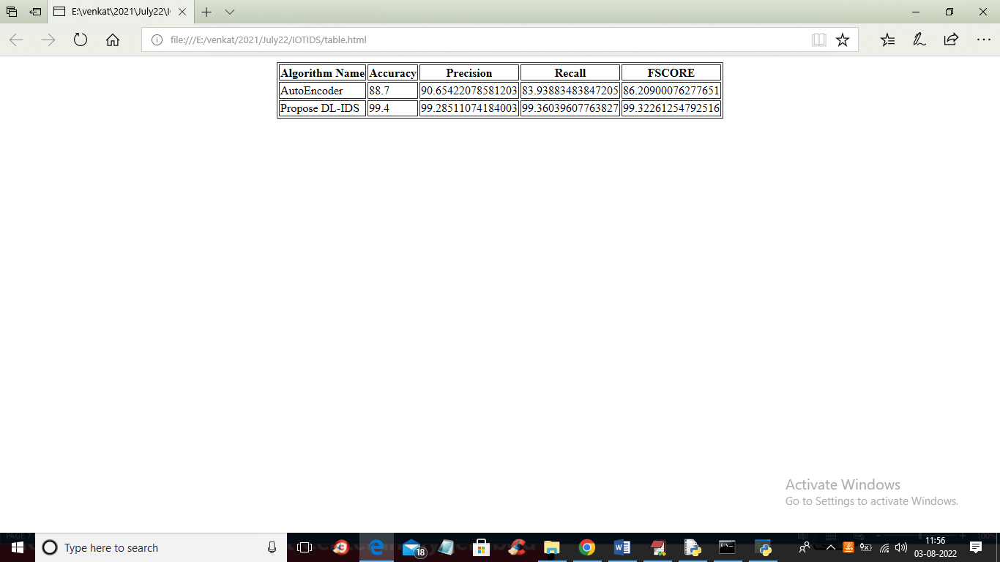 E:\venkat\2021\July22\I
file:///E:/venkat/2021/July22/IOTIDS/table.html
Algorithm Name Accuracy Precision Recall FSCORE
AutoEncoder 88.7 90.65422078581203 83.93883483847205 86.20900076277651
Propose DL-IDS 99.4 99.28511074184003 99.36039607763827 99.32261254792516
Activate Windows
Go to Settings to activate Windows.
PAGE 100%
Type here to search 18 11:56
03-08-2022